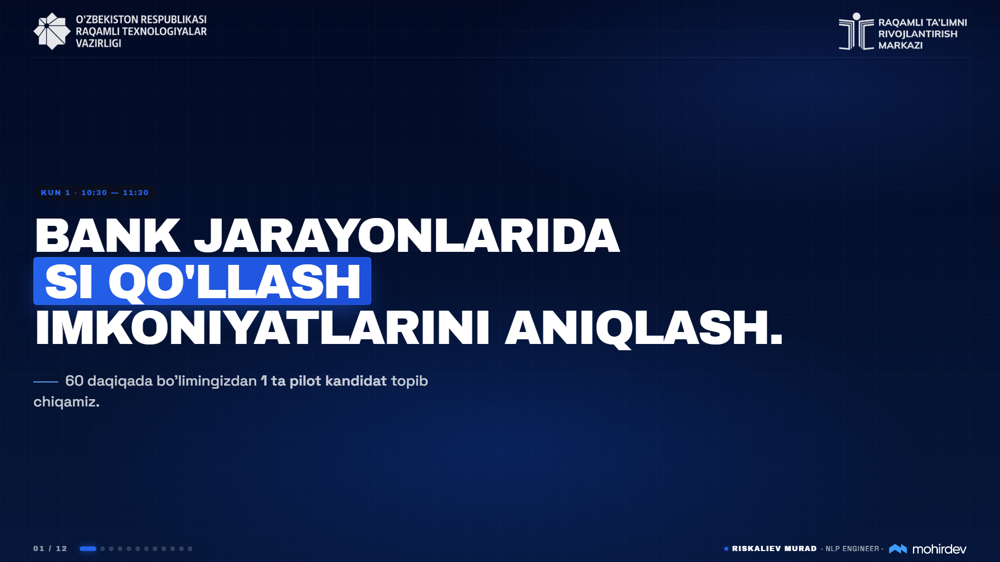 O'ZBEKISTON RESPUBLIKASI
RAQAMLI TEXNOLOGIYALAR
VAZIRLIGI
RAQAMLI TA'LIMNI
RIVOJLANTIRISH
MARKAZI
KUN 1 · 10:30 — 11:30
BANK JARAYONLARIDA
SI QO'LLASH
IMKONIYATLARINI ANIQLASH.
60 daqiqada bo'limingizdan 1 ta pilot kandidat topib
chiqamiz.
01 / 12
RISKALIEV MURAD · NLP ENGINEER · mohirdev